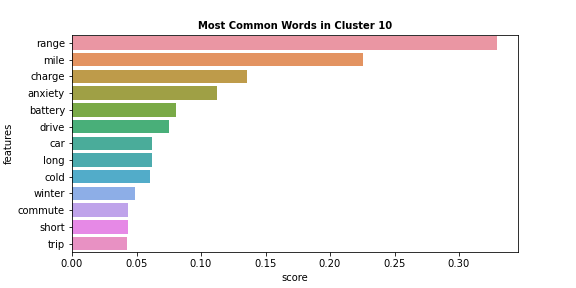 Most Common Words in Cluster 10
range
mile
charge
anxiety
battery
drive
car
long
cold
winter
commute
short
trip
features
0.00 0.05 0.10 0.15 0.20 0.25 0.30
score